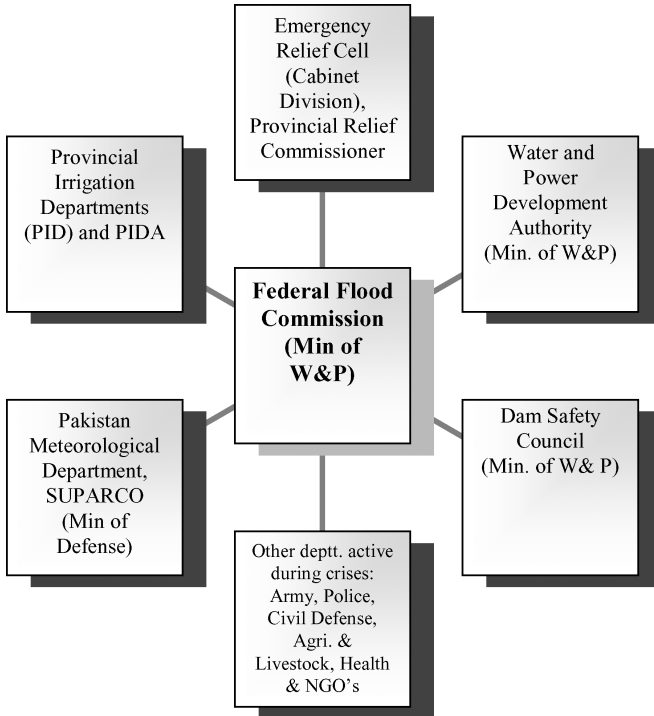 Emergency
Relief Cell
(Cabinet
Division),
Provincial Relief
Commissioner
Provincial
Irrigation
Departments
(PID) and PIDA
Water and
Power
Development
Authority
(Min. of W&P)
Federal Flood
Commission
(Min of
W&P)
Pakistan
Meteorological
Department,
SUPARCO
(Min of
Defense)
Dam Safety
Council
(Min. of W& P)
Other deptt. active
during crises:
Army, Police,
Civil Defense,
Agri. &
Livestock, Health
& NGO’s